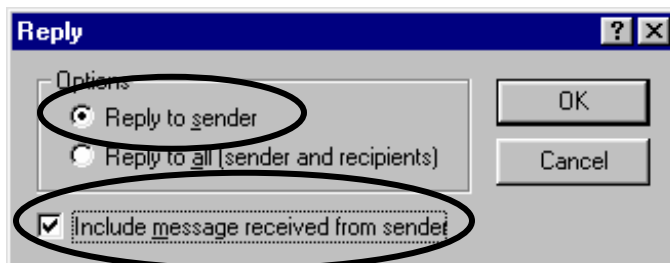 Reply
Options
Reply to sender
Reply to all (sender and recipients)
Include message received from sender
OK
Cancel